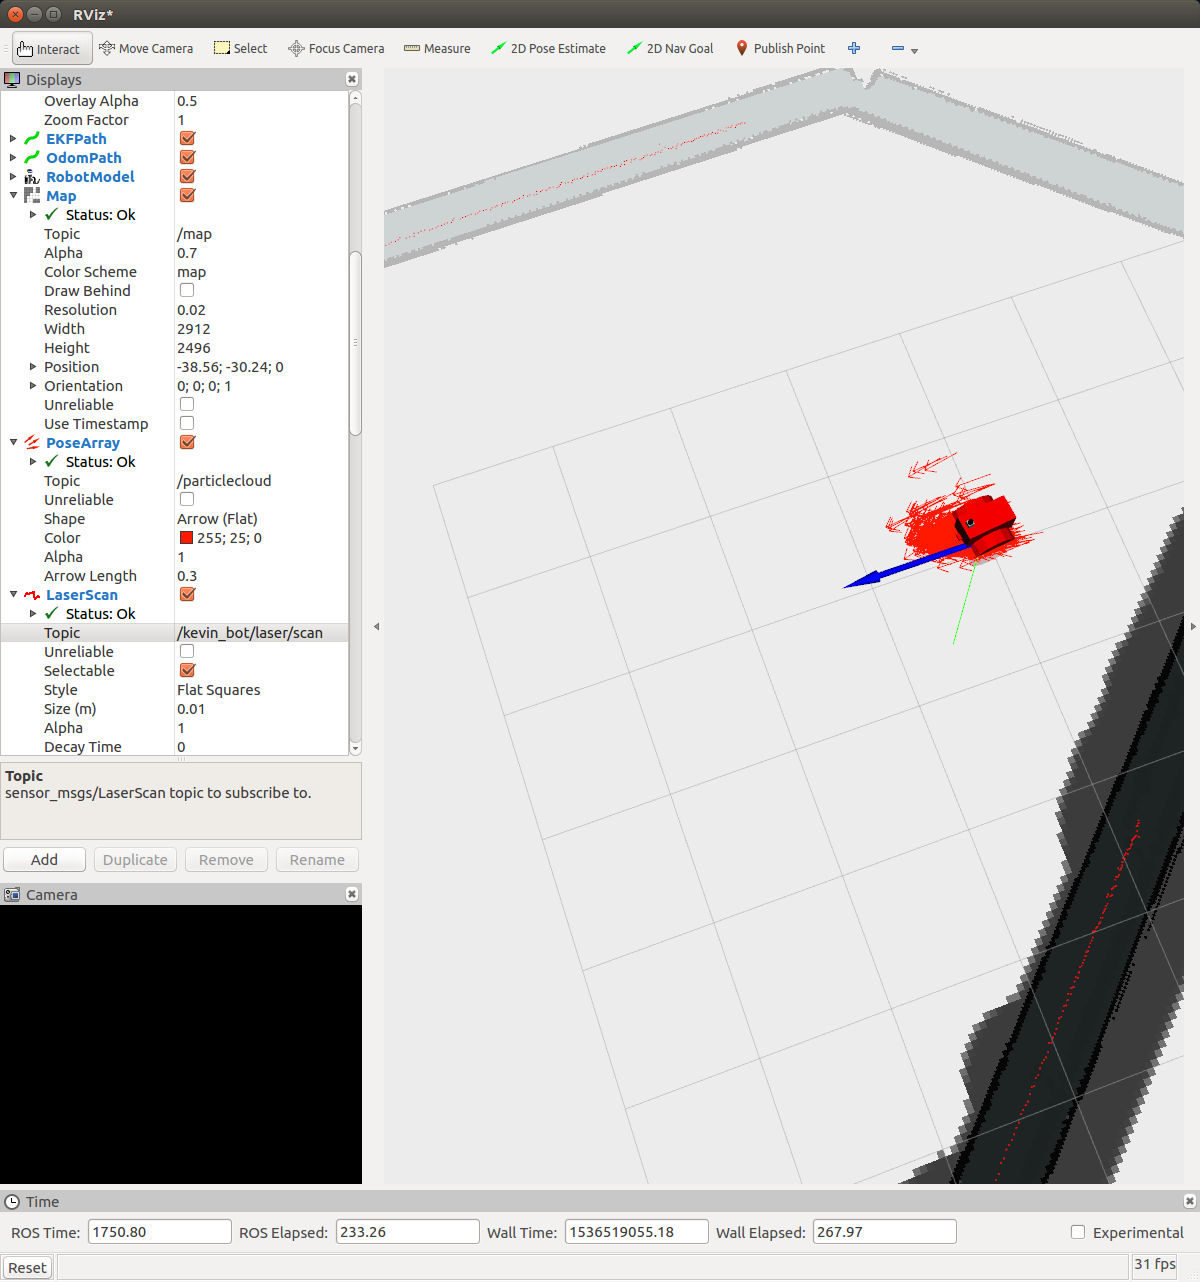 RViz*
Interact Move Camera Select Focus Camera Measure 2D Pose Estimate 2D Nav Goal Publish Point
Displays
Overlay Alpha 0.5
Zoom Factor 1
EKFPath
OdomPath
RobotModel
Map
Status: Ok
Topic /map
Alpha 0.7
Color Scheme map
Draw Behind
Resolution 0.02
Width 2912
Height 2496
Position -38.56; -30.24; 0
Orientation 0; 0; 0; 1
Unreliable
Use Timestamp
PoseArray
Status: Ok
Topic /particlecloud
Unreliable
Shape Arrow (Flat)
Color 255; 25; 0
Alpha 1
Arrow Length 0.3
LaserScan
Status: Ok
Topic /kevin_bot/laser/scan
Unreliable
Selectable
Style Flat Squares
Size (m) 0.01
Alpha 1
Decay Time 0
Topic
sensor_msgs/LaserScan topic to subscribe to.
Add Duplicate Remove Rename
Camera
Time
ROS Time: 1750.80 ROS Elapsed: 233.26 Wall Time: 1536519055.18 Wall Elapsed: 267.97 Experimental
Reset 31 fps